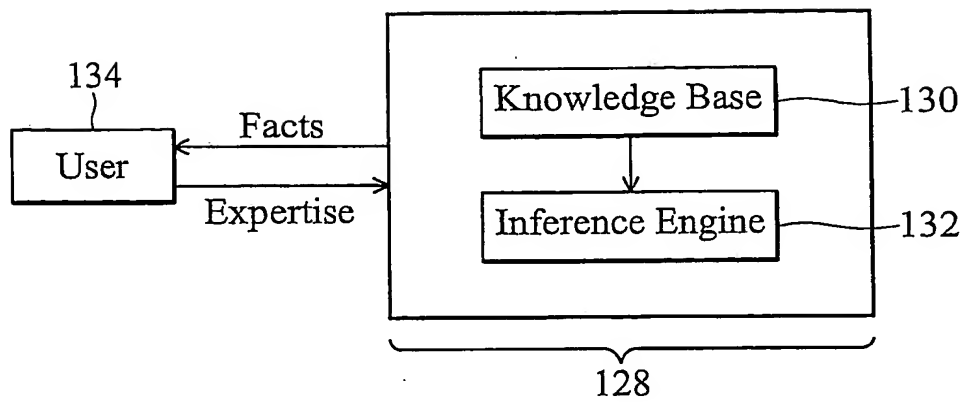 134
User
Facts
Expertise
Knowledge Base
130
Inference Engine
132
128